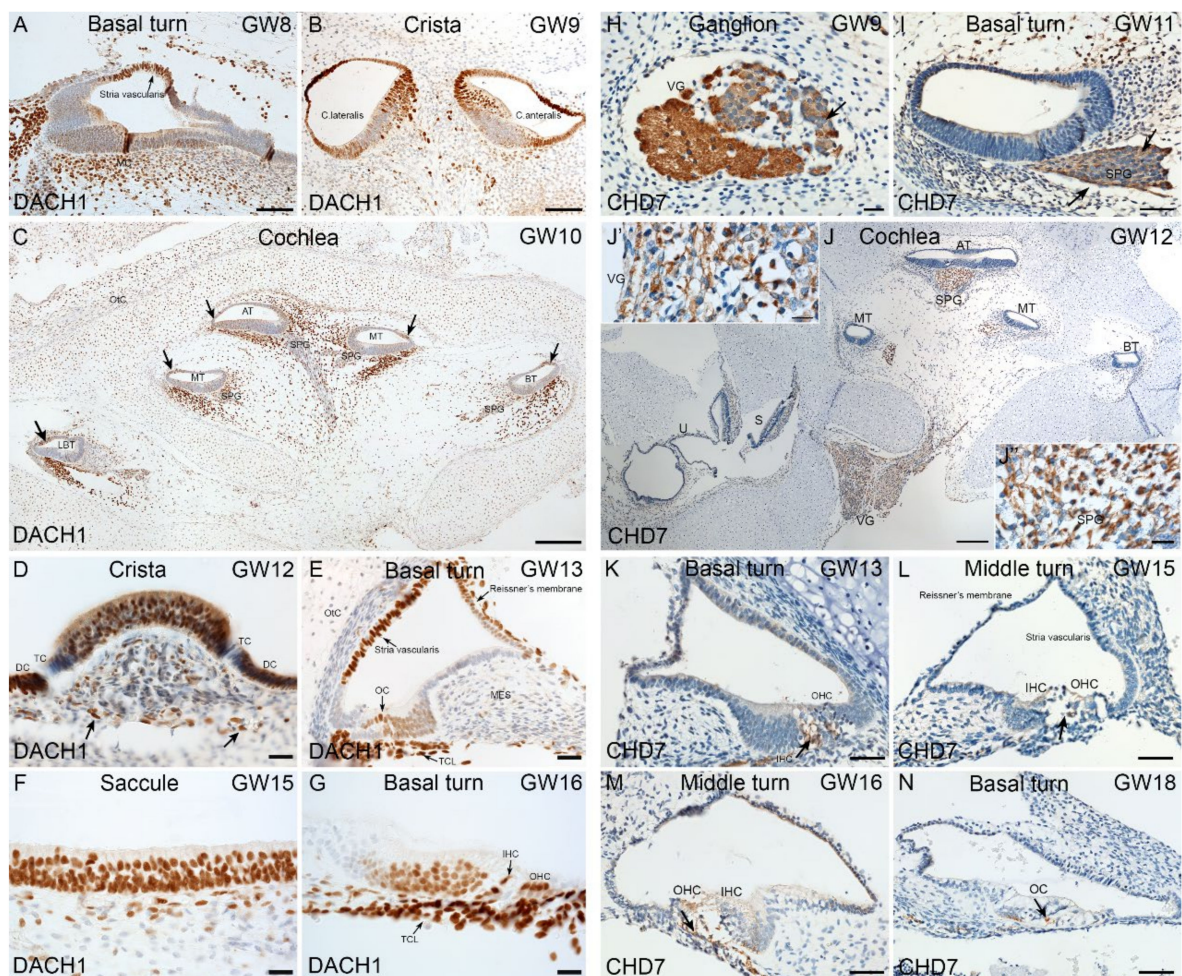 A Basal turn GW8
Stria vascularis
MT
DACH1
B Crista GW9
C.lateralis
C.anteralis
DACH1
C Cochlea GW10
OtC
AT
MT
SPG
SPG
MT
BT
SPG
SPG
LBT
DACH1
D Crista GW12
TC
TC
DC
DC
DACH1
E Basal turn GW13
Reissner's membrane
OtC
Stria vascularis
OC
MES
TCL
DACH1
F Saccule GW15
DACH1
G Basal turn GW16
IHC
OHC
TCL
DACH1
H Ganglion GW9
VG
CHD7
I Basal turn GW11
SPG
CHD7
J' J Cochlea GW12
AT
VG
SPG
MT
MT
BT
U
S
J''
VG
SPG
CHD7
K Basal turn GW13
OHC
IHC
CHD7
L Middle turn GW15
Reissner's membrane
Stria vascularis
IHC
OHC
CHD7
M Middle turn GW16
OHC
IHC
CHD7
N Basal turn GW18
OC
CHD7